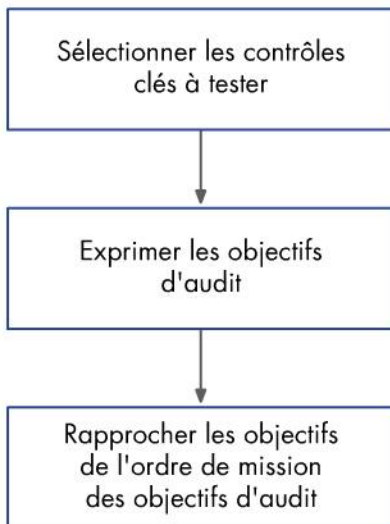 Sélectionner les contrôles
clés à tester
Exprimer les objectifs
d'audit
Rapprocher les objectifs
de l'ordre de mission
des objectifs d'audit